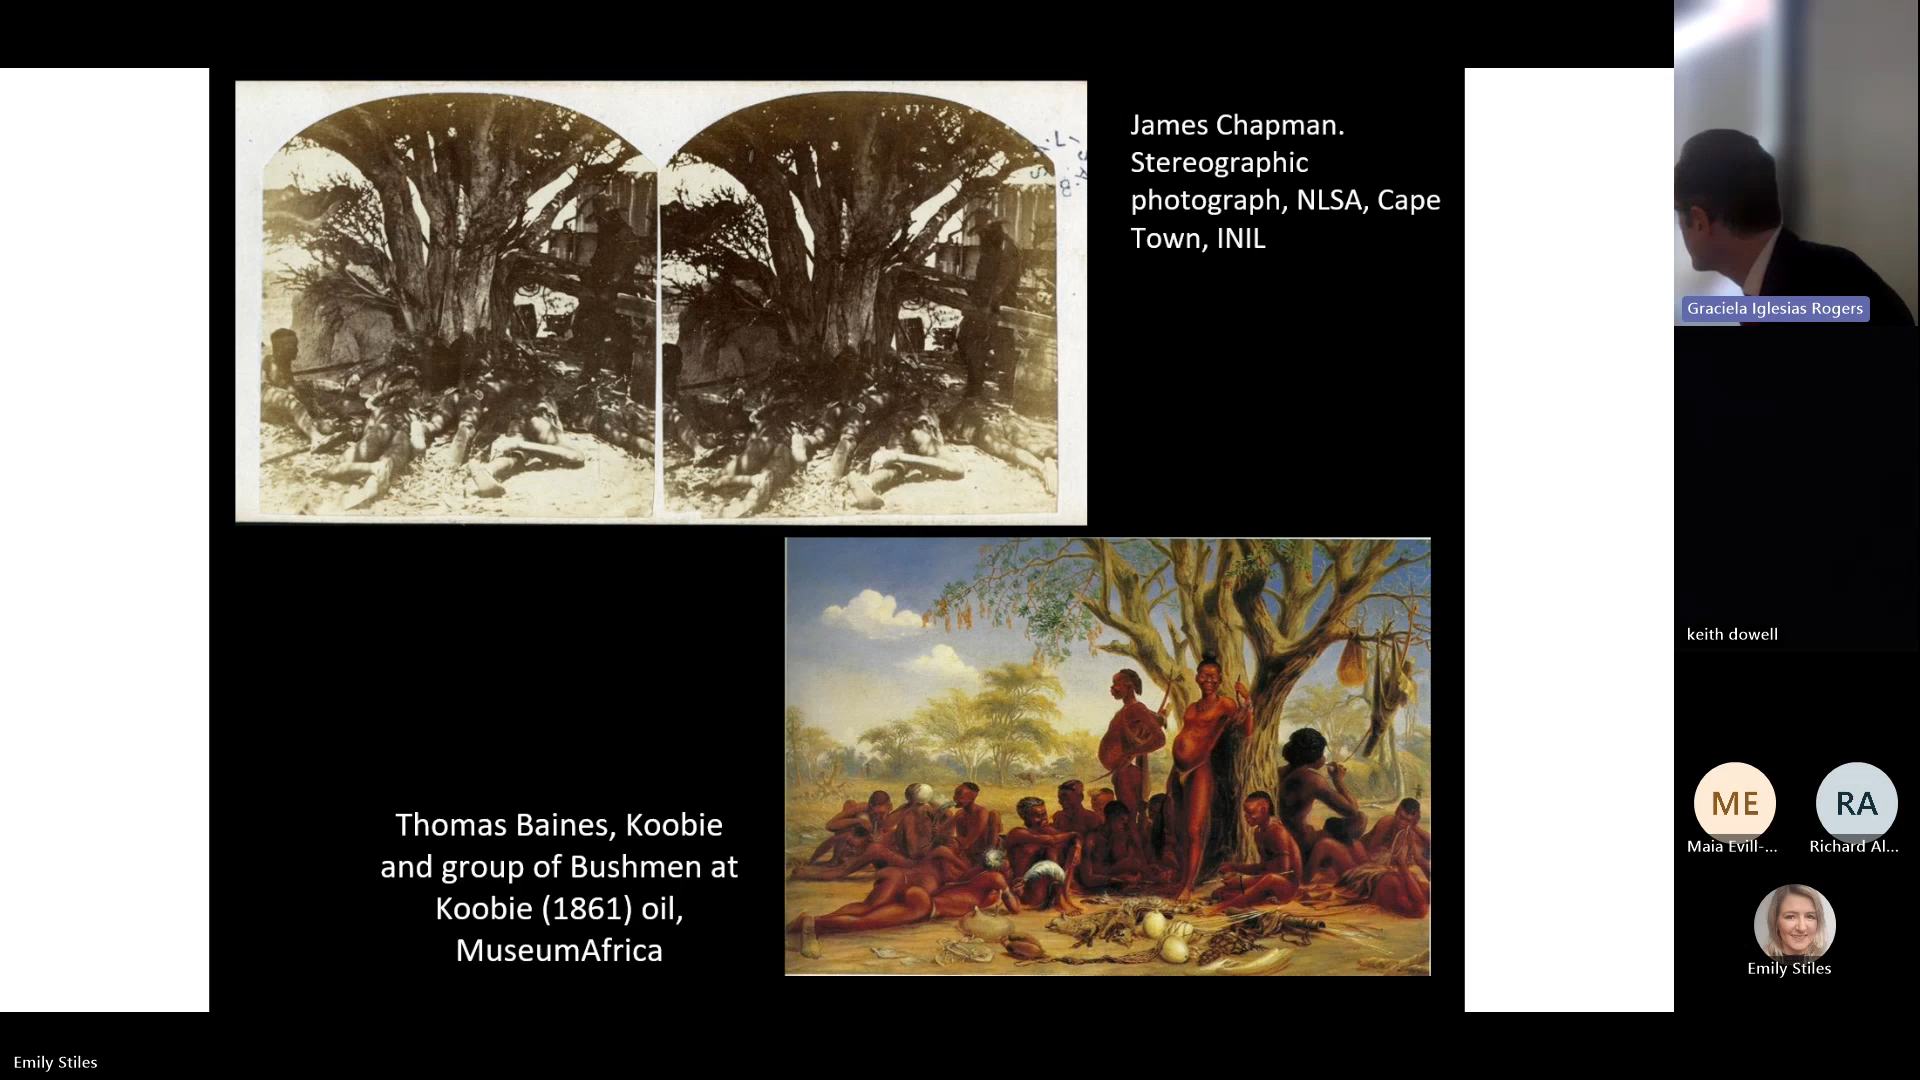 James Chapman.
Stereographic
photograph, NLSA, Cape
Town, INIL
Thomas Baines, Koobie
and group of Bushmen at
Koobie (1861) oil,
MuseumAfrica
Graciela Iglesias Rogers
keith dowell
ME
RA
Maia Evill-...
Richard Al...
Emily Stiles
Emily Stiles